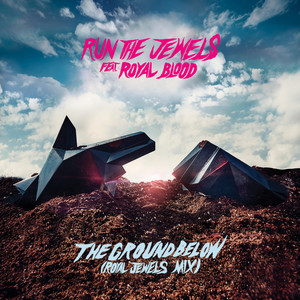 RUN THE JEWELS
FEAT. ROYAL BLOOD
THE GROUND BELOW
(ROYAL JEWELS MIX)